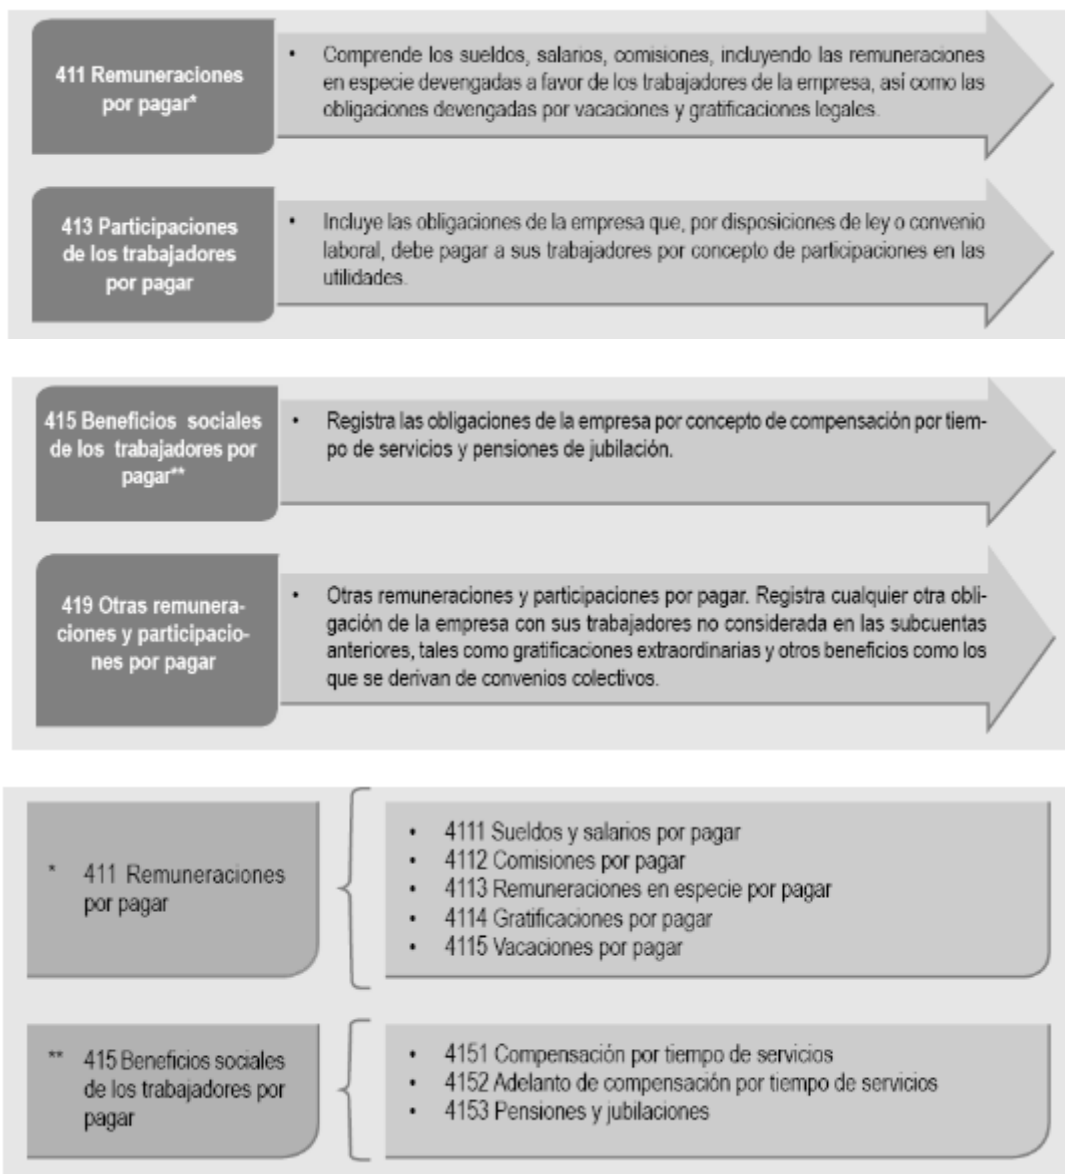 411 Remuneraciones
por pagar*
• Comprende los sueldos, salarios, comisiones, incluyendo las remuneraciones
en especie devengadas a favor de los trabajadores de la empresa, así como las
obligaciones devengadas por vacaciones y gratificaciones legales.
413 Participaciones
de los trabajadores
por pagar
• Incluye las obligaciones de la empresa que, por disposiciones de ley o convenio
laboral, debe pagar a sus trabajadores por concepto de participaciones en las
utilidades.
415 Beneficios sociales
de los trabajadores por
pagar**
• Registra las obligaciones de la empresa por concepto de compensación por tiem-
po de servicios y pensiones de jubilación.
419 Otras remunera-
ciones y participacio-
nes por pagar
• Otras remuneraciones y participaciones por pagar. Registra cualquier otra obli-
gación de la empresa con sus trabajadores no considerada en las subcuentas
anteriores, tales como gratificaciones extraordinarias y otros beneficios como los
que se derivan de convenios colectivos.
* 411 Remuneraciones
por pagar
• 4111 Sueldos y salarios por pagar
• 4112 Comisiones por pagar
• 4113 Remuneraciones en especie por pagar
• 4114 Gratificaciones por pagar
• 4115 Vacaciones por pagar
** 415 Beneficios sociales
de los trabajadores por
pagar
• 4151 Compensación por tiempo de servicios
• 4152 Adelanto de compensación por tiempo de servicios
• 4153 Pensiones y jubilaciones